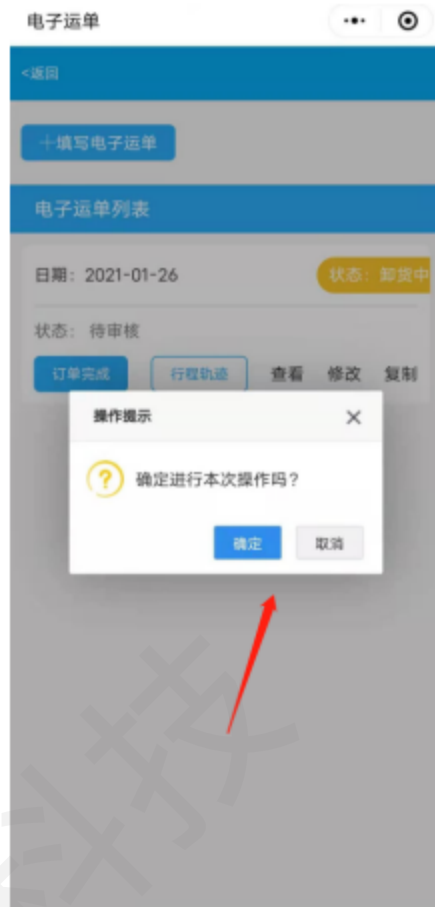 电子运单
<返回
+填写电子运单
电子运单列表
日期：2021-01-26 状态：卸货中
状态：待审核
订单完成 行程轨迹 查看 修改 复制
操作提示
确定进行本次操作吗？
确定 取消
科技